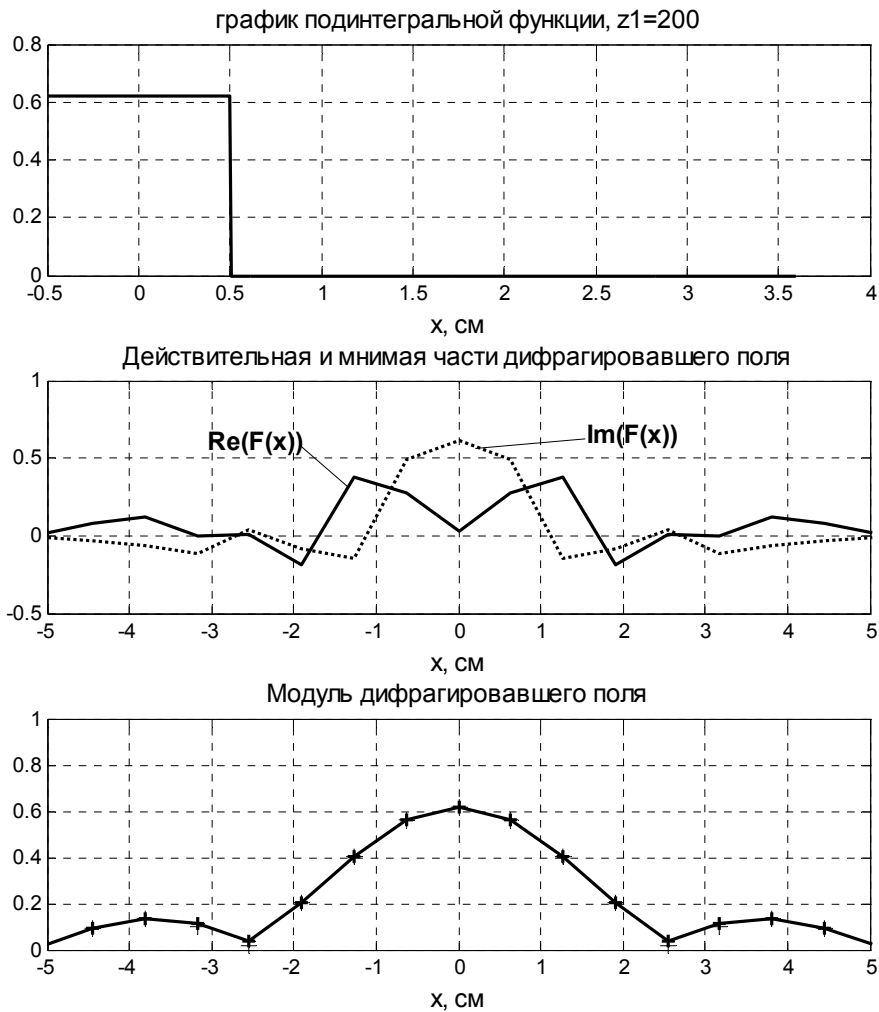 график подинтегральной функции, z1=200
0.8
0.6
0.4
0.2
0
-0.5 0 0.5 1 1.5 2 2.5 3 3.5 4
x, см
Действительная и мнимая части дифрагировавшего поля
1
0.5
0
-0.5
Re(F(x))
Im(F(x))
-5 -4 -3 -2 -1 0 1 2 3 4 5
x, см
Модуль дифрагировавшего поля
1
0.8
0.6
0.4
0.2
0
-5 -4 -3 -2 -1 0 1 2 3 4 5
x, см